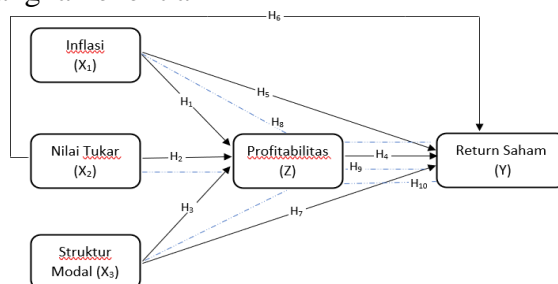 H₆
Inflasi
(X₁)
H₅
H₁
H₈
Nilai Tukar
(X₂)
H₂
Profitabilitas
(Z)
H₄
H₉
H₁₀
Return Saham
(Y)
H₃
H₇
Struktur
Modal (X₃)